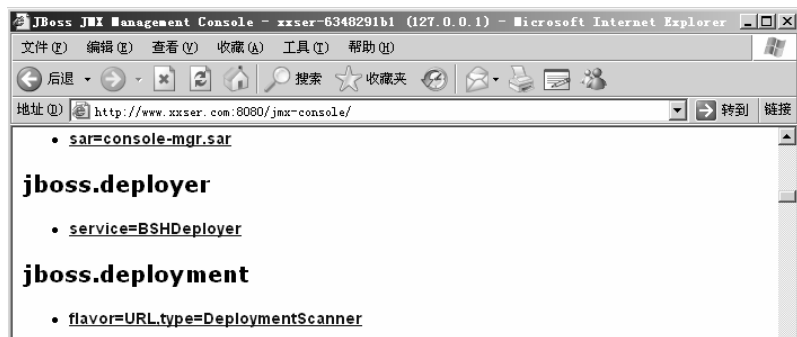 JBoss JMX Management Console - xxser-6348291b1 (127.0.0.1) - Microsoft Internet Explorer
文件(F) 编辑(E) 查看(V) 收藏(A) 工具(T) 帮助(H)
后退 搜索 收藏夹
地址(D) http://www.xxser.com:8080/jmx-console/ 转到 链接
• sar=console-mgr.sar
jboss.deployer
• service=BSHDeployer
jboss.deployment
• flavor=URL,type=DeploymentScanner